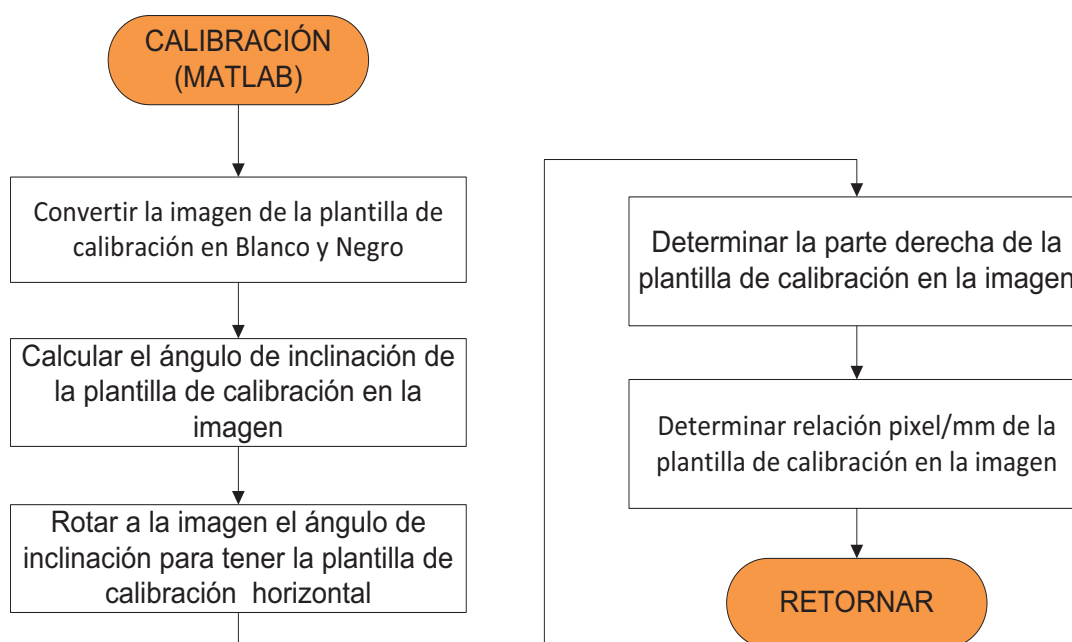 CALIBRACIÓN
(MATLAB)
Convertir la imagen de la plantilla de
calibración en Blanco y Negro
Calcular el ángulo de inclinación de
la plantilla de calibración en la
imagen
Rotar a la imagen el ángulo de
inclinación para tener la plantilla de
calibración horizontal
Determinar la parte derecha de la
plantilla de calibración en la imagen
Determinar relación pixel/mm de la
plantilla de calibración en la imagen
RETORNAR